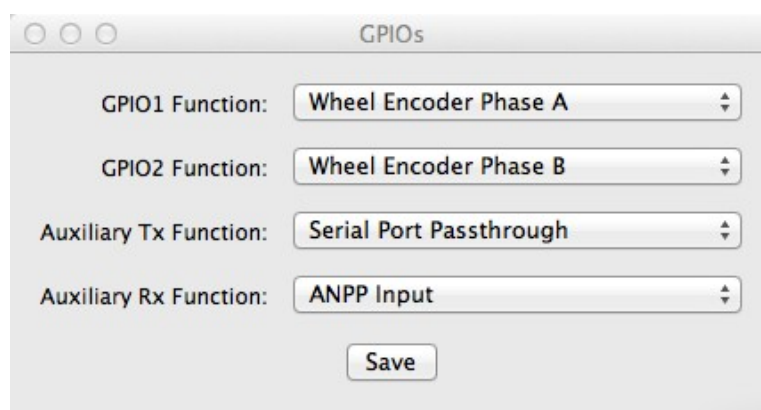 GPIOs
GPIO1 Function: Wheel Encoder Phase A
GPIO2 Function: Wheel Encoder Phase B
Auxiliary Tx Function: Serial Port Passthrough
Auxiliary Rx Function: ANPP Input
Save